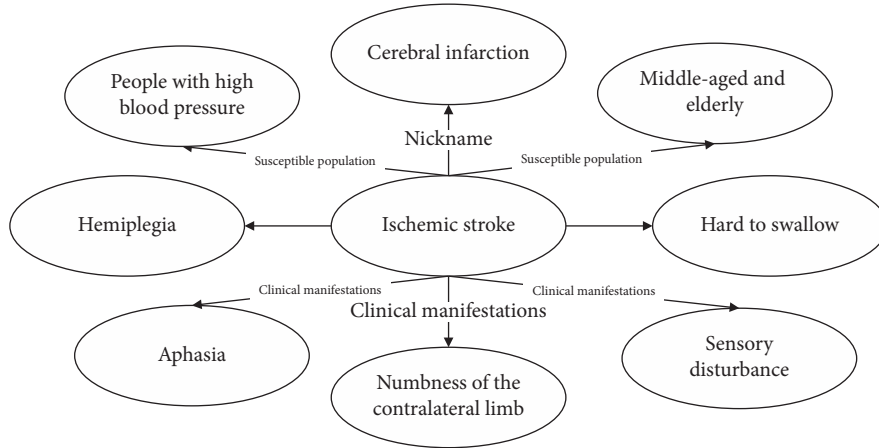 Cerebral infarction
People with high
blood pressure
Middle-aged and
elderly
Nickname
Susceptible population
Susceptible population
Hemiplegia
Ischemic stroke
Hard to swallow
Clinical manifestations
Clinical manifestations
Clinical manifestations
Aphasia
Sensory
disturbance
Numbness of the
contralateral limb